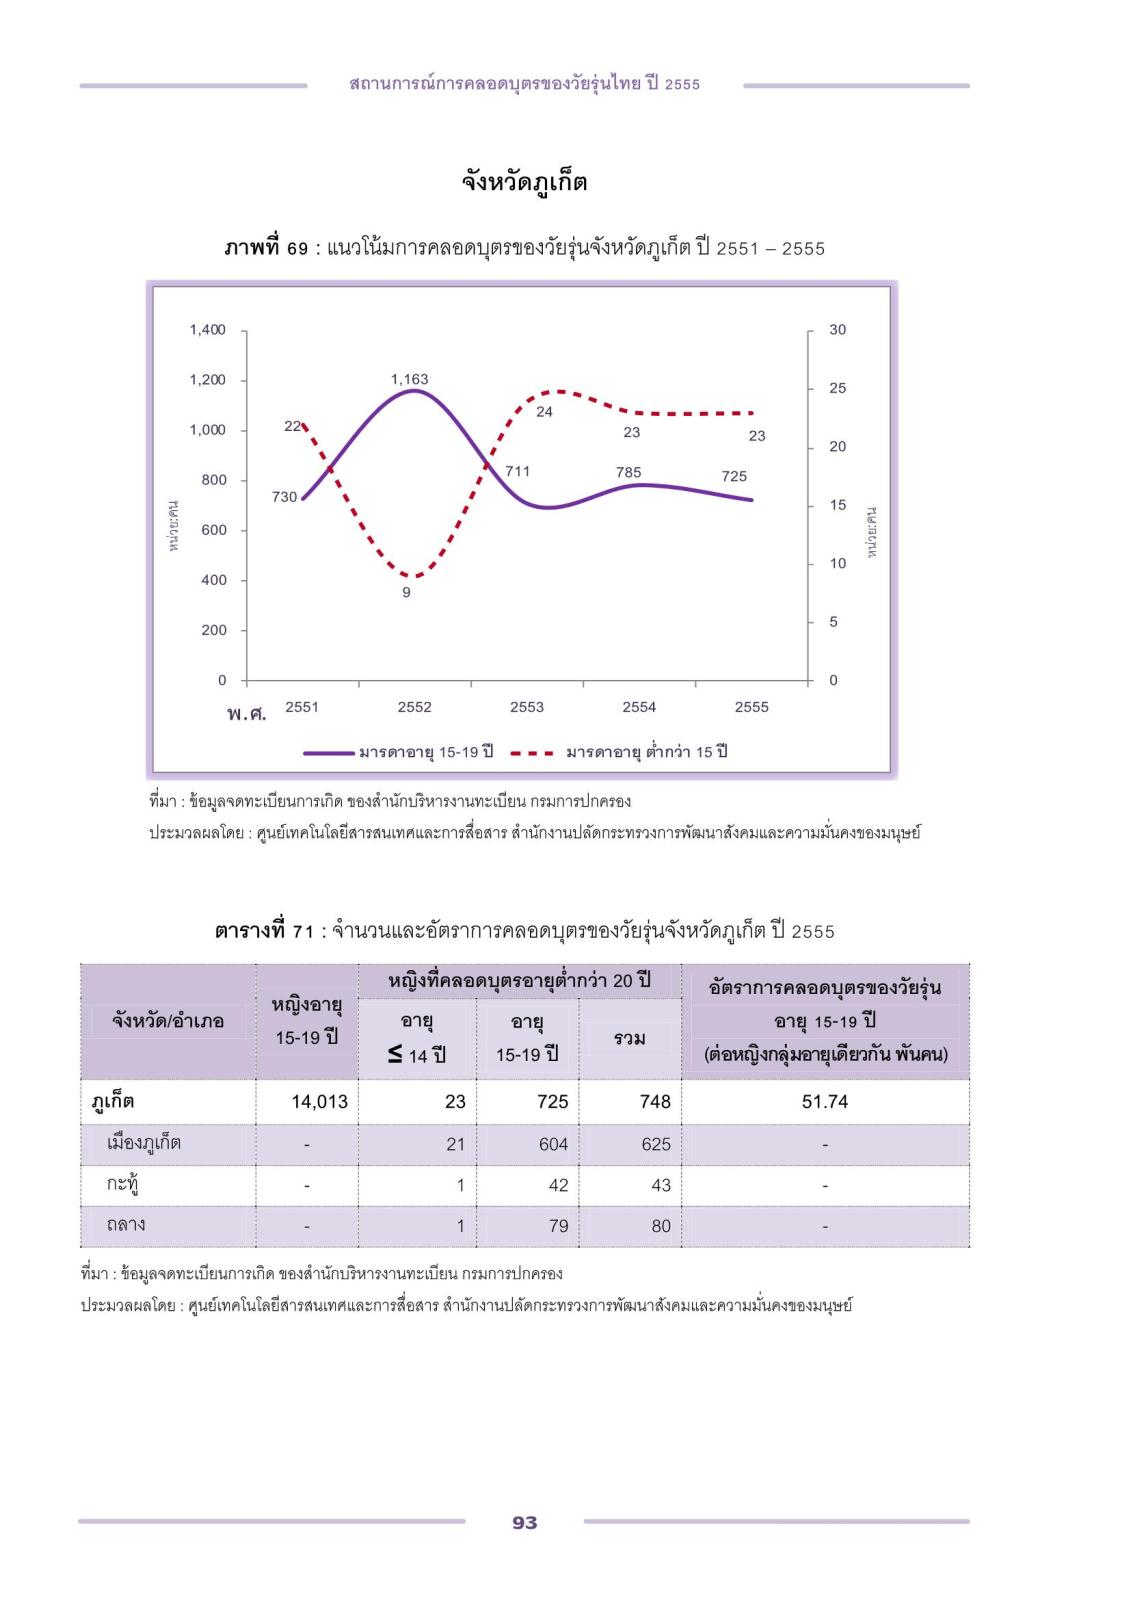 สถานการณ์การคลอดบุตรของวัยรุ่นไทย ปี 2555
จังหวัดภูเก็ต
ภาพที่ 69 : แนวโน้มการคลอดบุตรของวัยรุ่นจังหวัดภูเก็ต ปี 2551 – 2555
1,400 30
1,200 1,163 25
1,000 22 24 23 23 20
800 730 711 785 725 15
หน่วย:คน หน่วย:คน
600
400 9 10
200 5
0 0
พ.ศ. 2551 2552 2553 2554 2555
มารดาอายุ 15-19 ปี มารดาอายุ ต่ำกว่า 15 ปี
ที่มา : ข้อมูลจดทะเบียนการเกิด ของสำนักบริหารงานทะเบียน กรมการปกครอง
ประมวลผลโดย : ศูนย์เทคโนโลยีสารสนเทศและการสื่อสาร สำนักงานปลัดกระทรวงการพัฒนาสังคมและความมั่นคงของมนุษย์
ตารางที่ 71 : จำนวนและอัตราการคลอดบุตรของวัยรุ่นจังหวัดภูเก็ต ปี 2555
จังหวัด/อำเภอ
หญิงอายุ
15-19 ปี
หญิงที่คลอดบุตรอายุต่ำกว่า 20 ปี
อายุ
≤ 14 ปี
อายุ
15-19 ปี
รวม
อัตราการคลอดบุตรของวัยรุ่น
อายุ 15-19 ปี
(ต่อหญิงกลุ่มอายุเดียวกัน พันคน)
ภูเก็ต 14,013 23 725 748 51.74
เมืองภูเก็ต - 21 604 625 -
กะทู้ - 1 42 43 -
ถลาง - 1 79 80 -
ที่มา : ข้อมูลจดทะเบียนการเกิด ของสำนักบริหารงานทะเบียน กรมการปกครอง
ประมวลผลโดย : ศูนย์เทคโนโลยีสารสนเทศและการสื่อสาร สำนักงานปลัดกระทรวงการพัฒนาสังคมและความมั่นคงของมนุษย์
93